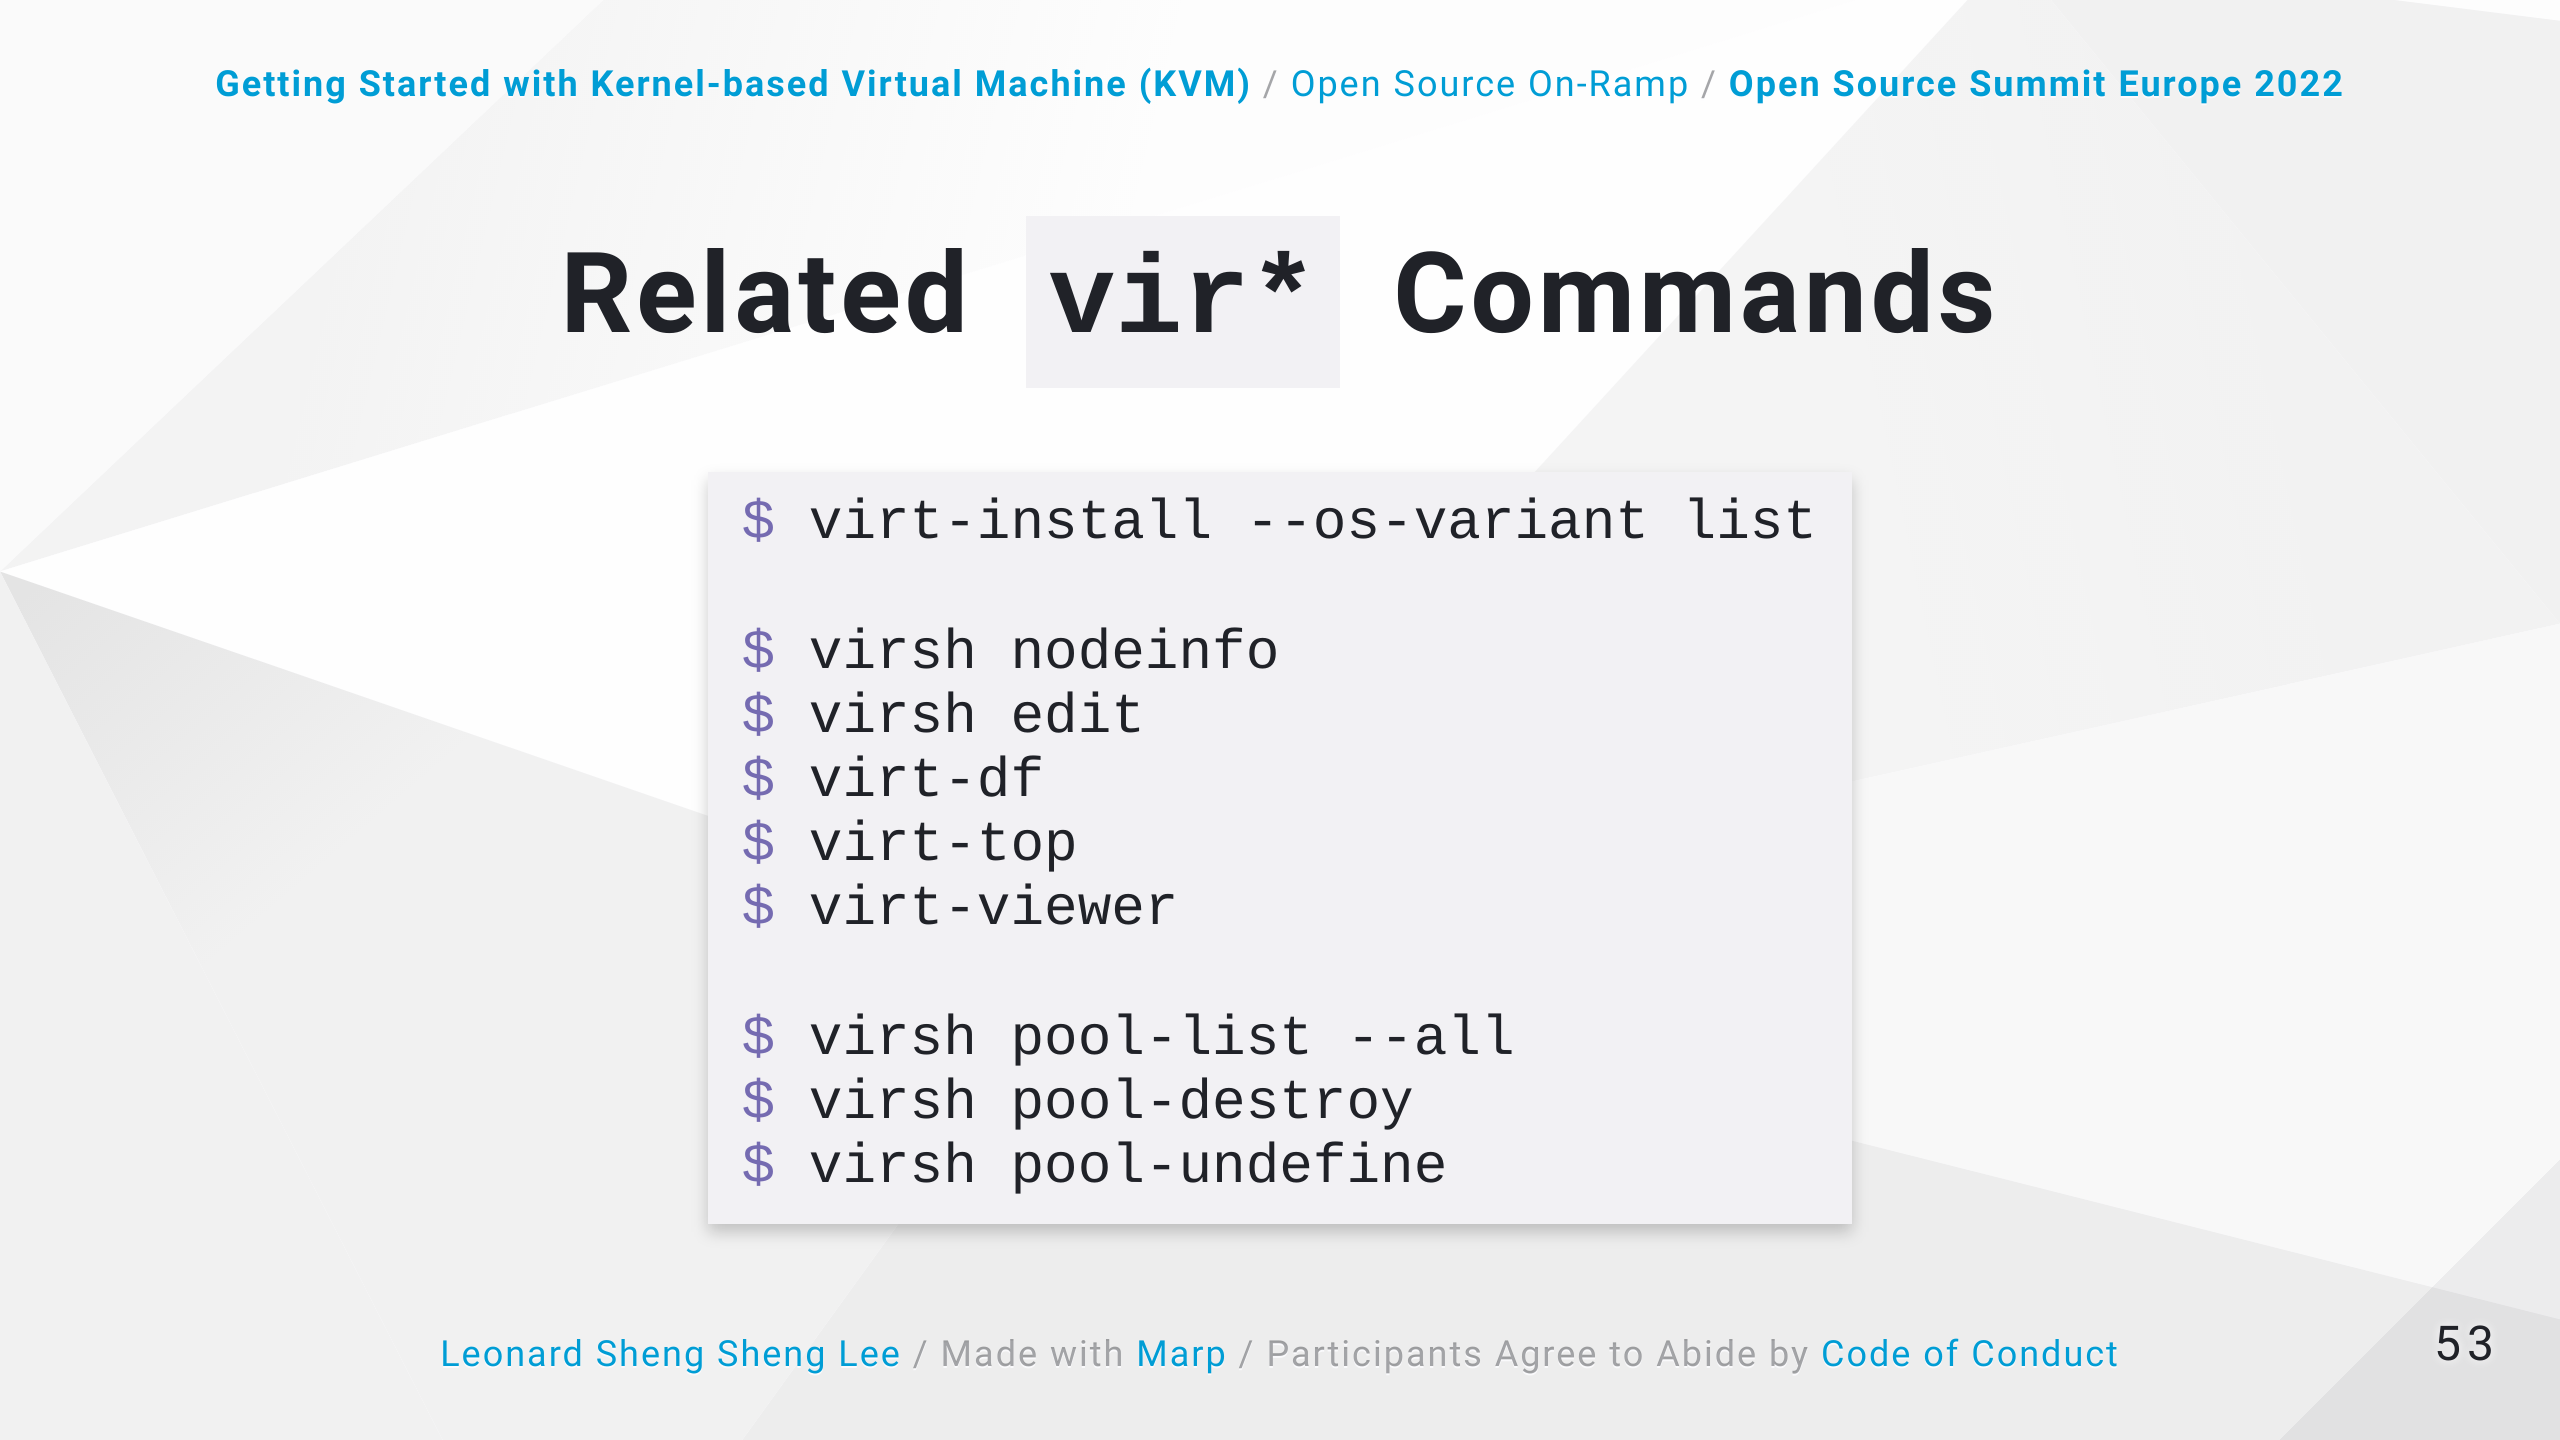 Getting Started with Kernel-based Virtual Machine (KVM) / Open Source On-Ramp / Open Source Summit Europe 2022
Related vir* Commands
$ virt-install --os-variant list
$ virsh nodeinfo
$ virsh edit
$ virt-df
$ virt-top
$ virt-viewer
$ virsh pool-list --all
$ virsh pool-destroy
$ virsh pool-undefine
Leonard Sheng Sheng Lee / Made with Marp / Participants Agree to Abide by Code of Conduct
53